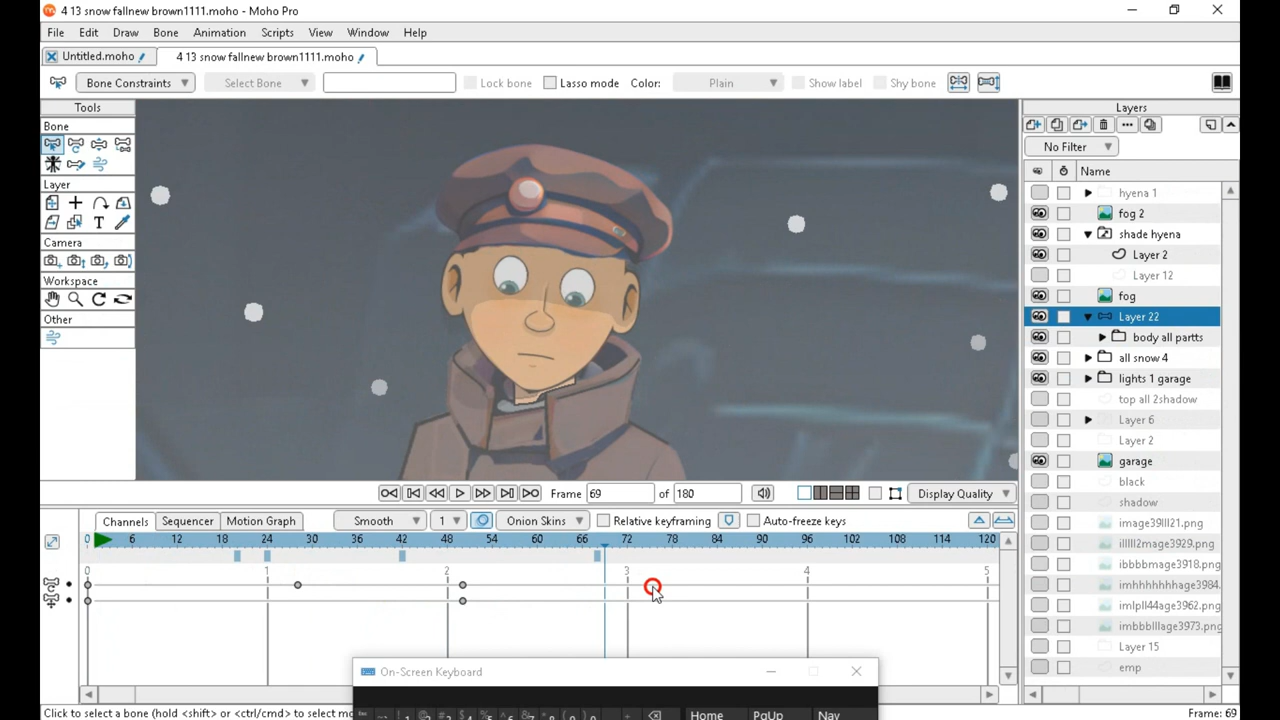 4 13 snow fallnew brown1111.moho - Moho Pro
File Edit Draw Bone Animation Scripts View Window Help
Untitled.moho 4 13 snow fallnew brown1111.moho
Bone Constraints Select Bone Lock bone Lasso mode Color: Plain Show label Shy bone
Tools
Bone
Layer
Camera
Workspace
Other
Layers
No Filter
Name
hyena 1
fog 2
shade hyena
Layer 2
Layer 12
fog
Layer 22
body all partts
all snow 4
lights 1 garage
top all 2shadow
Layer 6
Layer 2
garage
black
shadow
image39lll21.png
illlll2mage3929.png
ibbbbmage3918.png
imhhhhhhage3984.
imlpll44age3962.png
imbbblllage3973.png
Layer 15
emp
Frame 69 of 180 Display Quality
Channels Sequencer Motion Graph Smooth 1 Onion Skins Relative keyframing Auto-freeze keys
0 6 12 18 24 30 36 42 48 54 60 66 72 78 84 90 96 102 108 114 120
0 1 2 3 4 5
On-Screen Keyboard
Home PgUp Nav
Click to select a bone (hold <shift> or <ctrl/cmd> to select mo
Frame: 69